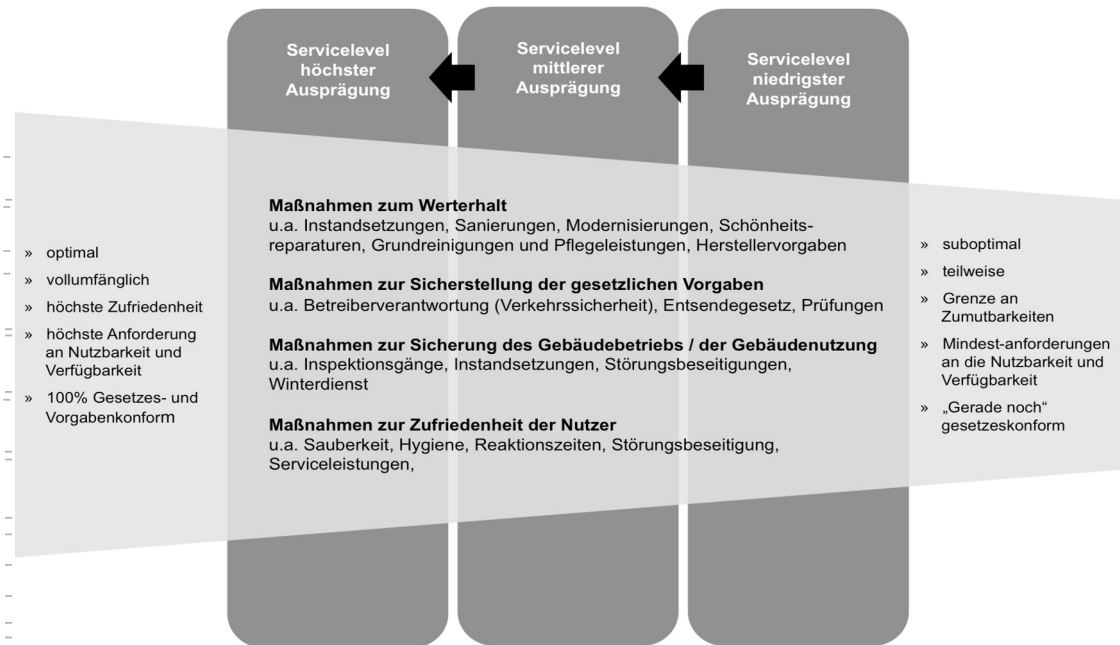 Servicelevel
höchster
Ausprägung
Servicelevel
mittlerer
Ausprägung
Servicelevel
niedrigster
Ausprägung
» optimal
» vollumfänglich
» höchste Zufriedenheit
» höchste Anforderung
an Nutzbarkeit und
Verfügbarkeit
» 100% Gesetzes- und
Vorgabenkonform
Maßnahmen zum Werterhalt
u.a. Instandsetzungen, Sanierungen, Modernisierungen, Schönheits-
reparaturen, Grundreinigungen und Pflegeleistungen, Herstellervorgaben
Maßnahmen zur Sicherstellung der gesetzlichen Vorgaben
u.a. Betreiberverantwortung (Verkehrssicherheit), Entsendegesetz, Prüfungen
Maßnahmen zur Sicherung des Gebäudebetriebs / der Gebäudenutzung
u.a. Inspektionsgänge, Instandsetzungen, Störungsbeseitigungen,
Winterdienst
Maßnahmen zur Zufriedenheit der Nutzer
u.a. Sauberkeit, Hygiene, Reaktionszeiten, Störungsbeseitigung,
Serviceleistungen,
» suboptimal
» teilweise
» Grenze an
Zumutbarkeiten
» Mindest-anforderungen
an die Nutzbarkeit und
Verfügbarkeit
» „Gerade noch“
gesetzeskonform